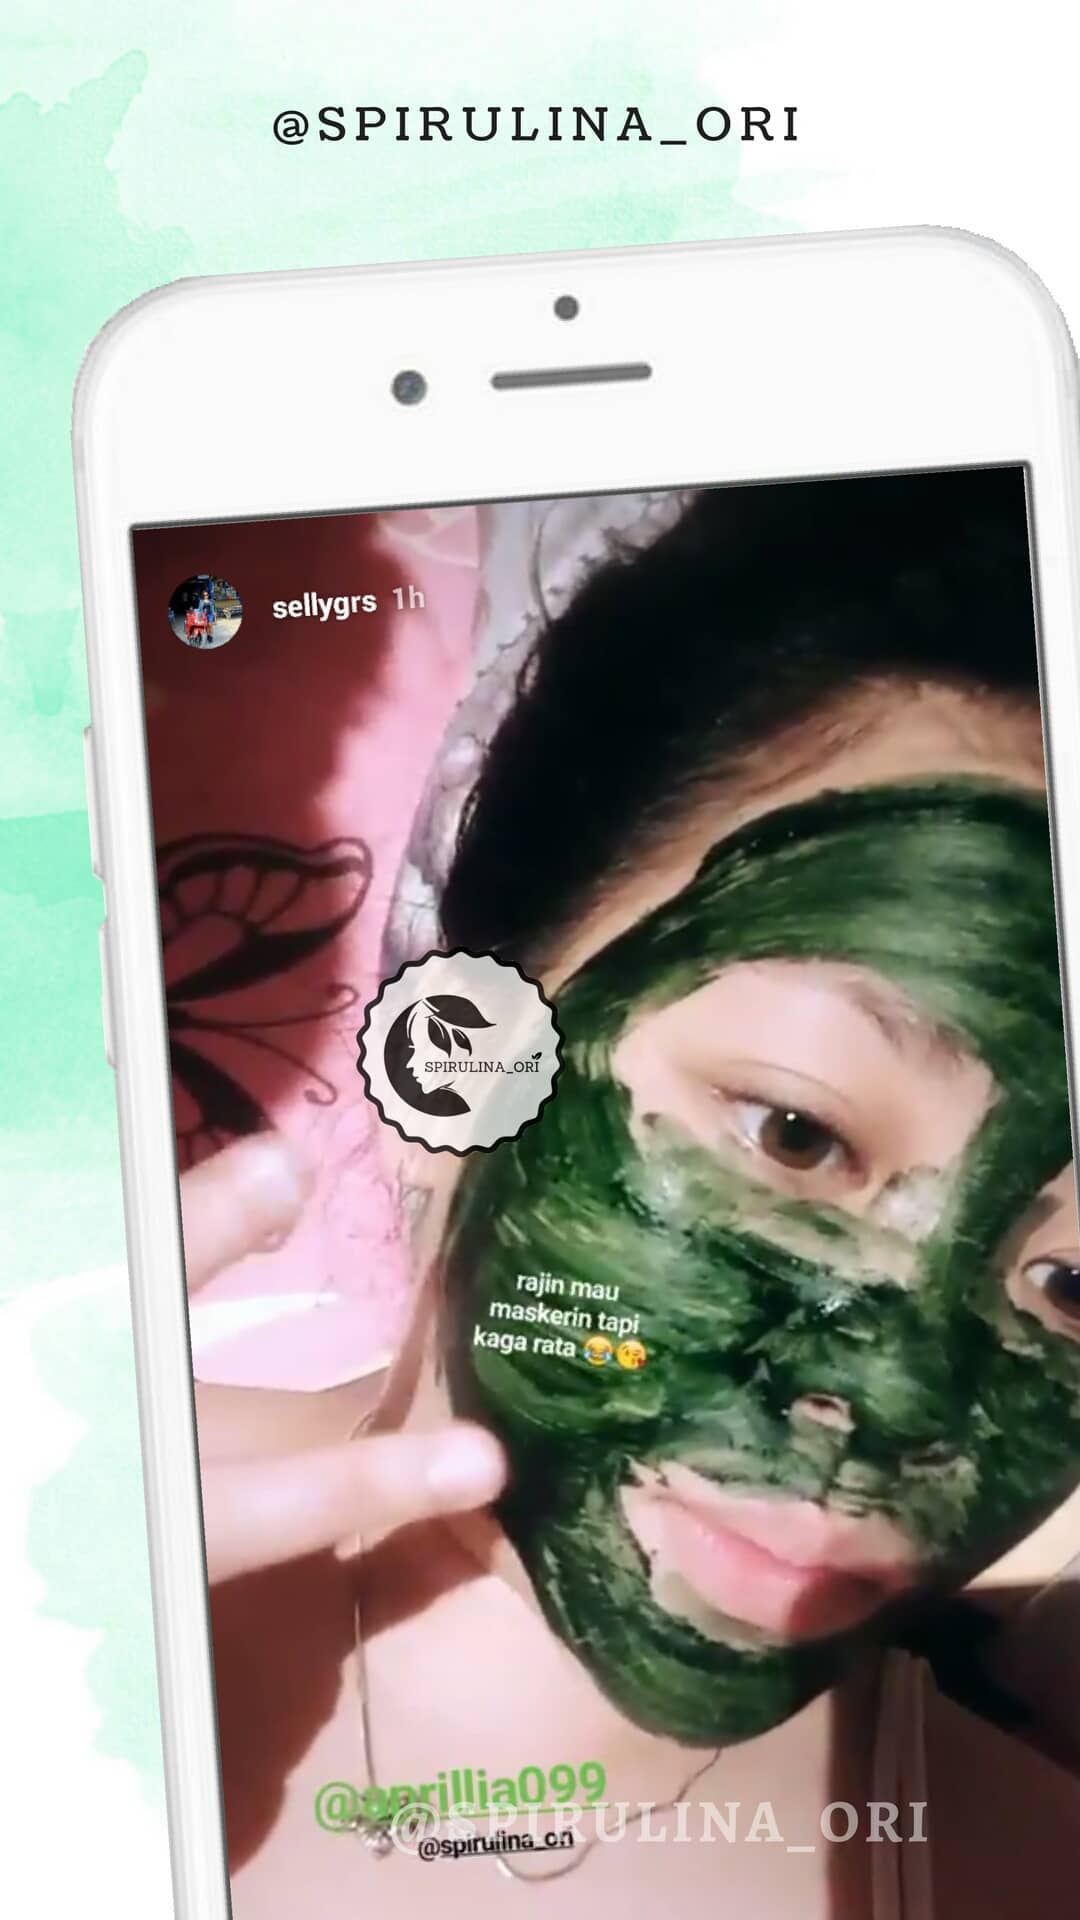 @SPIRULINA_ORI
sellygrs 1h
SPIRULINA_ORI
rajin mau
maskerin tapi
kaga rata 😂😘
@aprillia099
@SPIRULINA_ORI
@spirulina_ori